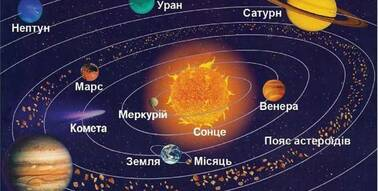 Уран
Сатурн
Нептун
Марс
Венера
Меркурій
Комета
Сонце
Пояс астероїдів
Земля
Місяць